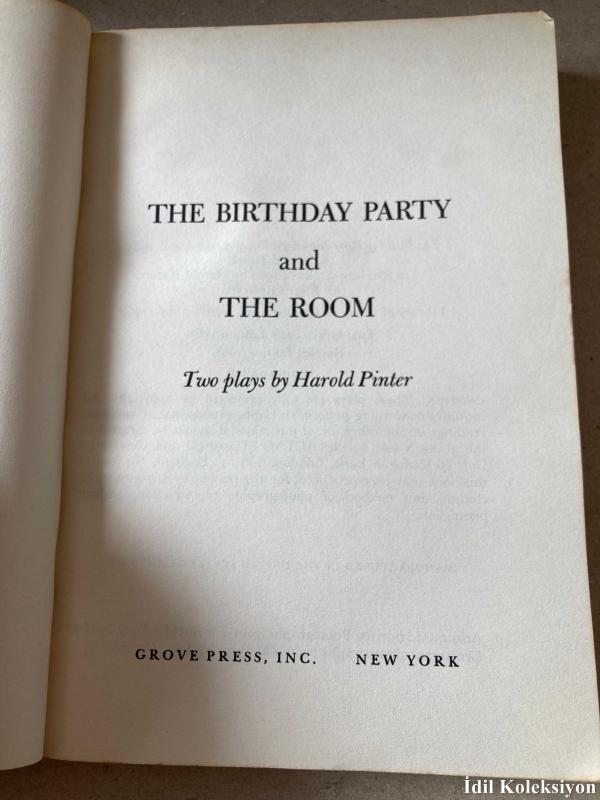 THE BIRTHDAY PARTY
and
THE ROOM
Two plays by Harold Pinter
GROVE PRESS, INC. NEW YORK
İdil Koleksiyon